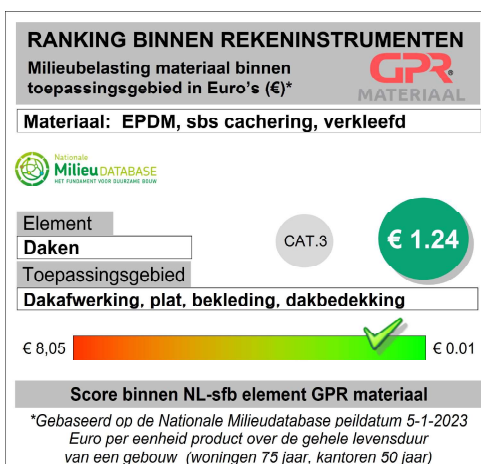 RANKING BINNEN REKENINSTRUMENTEN
Milieubelasting materiaal binnen
toepassingsgebied in Euro's (€)*
GPR®
MATERIAAL
Materiaal: EPDM, sbs cachering, verkleefd
Nationale
MilieuDATABASE
HET FUNDAMENT VOOR DUURZAME BOUW
Element
Daken
CAT.3
€ 1.24
Toepassingsgebied
Dakafwerking, plat, bekleding, dakbedekking
€ 8,05
€ 0.01
Score binnen NL-sfb element GPR materiaal
*Gebaseerd op de Nationale Milieudatabase peildatum 5-1-2023
Euro per eenheid product over de gehele levensduur
van een gebouw (woningen 75 jaar, kantoren 50 jaar)